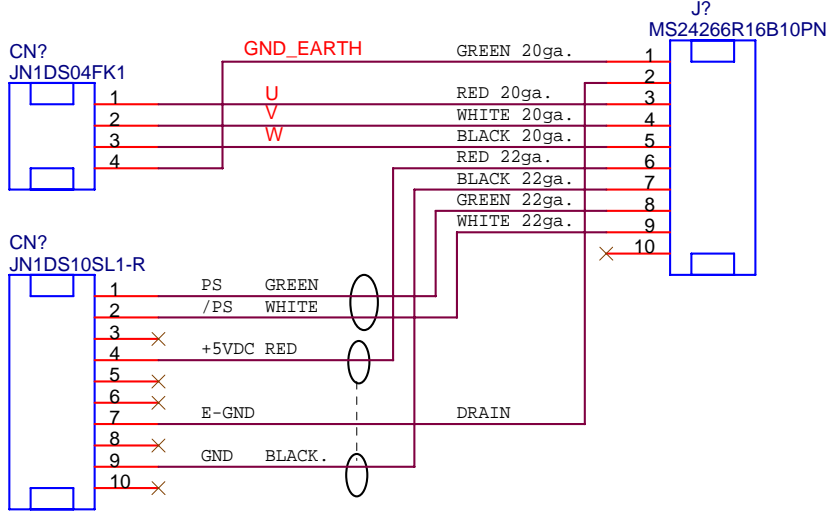 J?
MS24266R16B10PN
GND_EARTH GREEN 20ga. 1
2
CN?
JN1DS04FK1
1 U RED 20ga. 3
2 V WHITE 20ga. 4
3 W BLACK 20ga. 5
4 RED 22ga. 6
BLACK 22ga. 7
GREEN 22ga. 8
WHITE 22ga. 9
10
CN?
JN1DS10SL1-R
1 PS GREEN
2 /PS WHITE
3
4 +5VDC RED
5
6
7 E-GND DRAIN
8
9 GND BLACK.
10